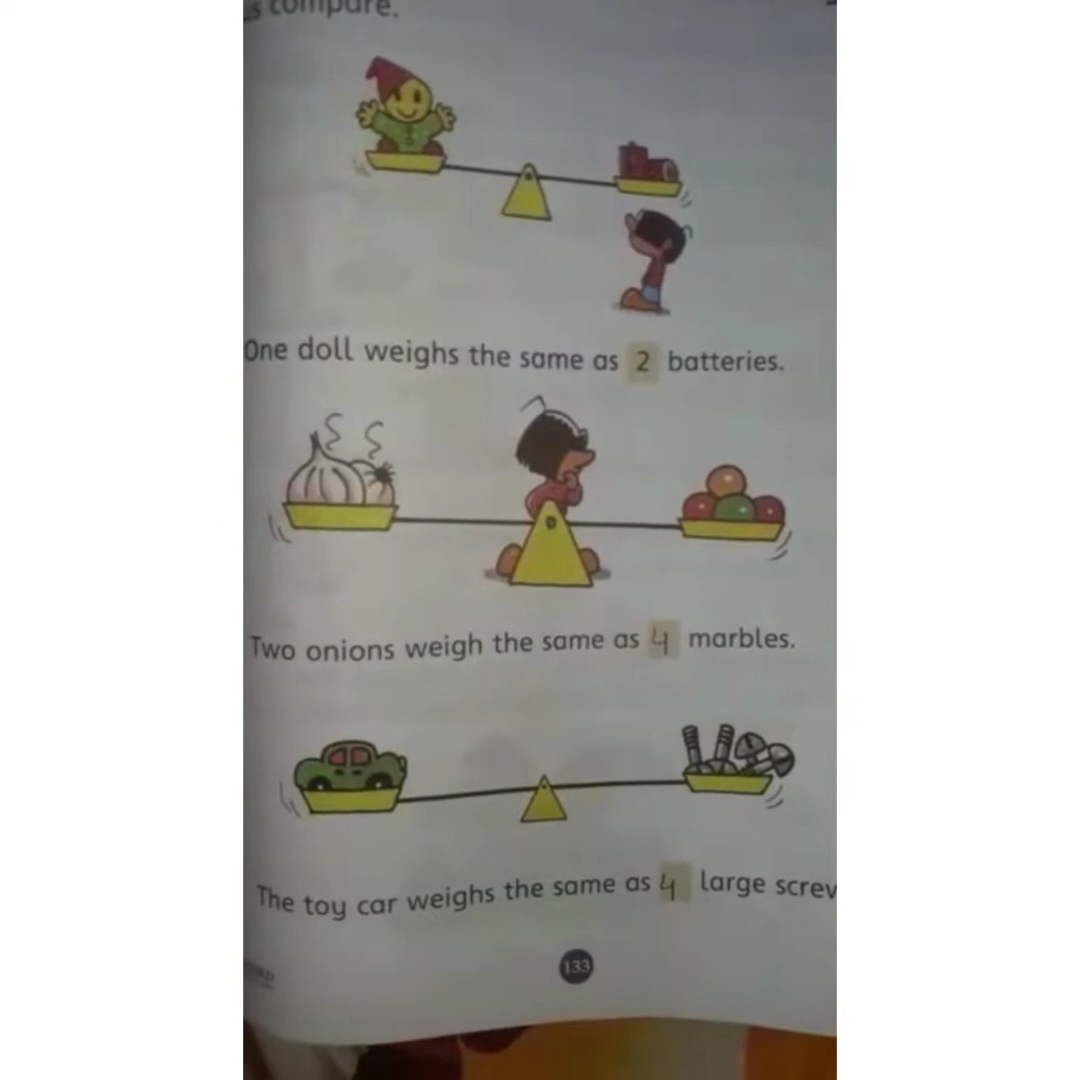 compare.
One doll weighs the same as 2 batteries.
Two onions weigh the same as 4 marbles.
The toy car weighs the same as 4 large
133